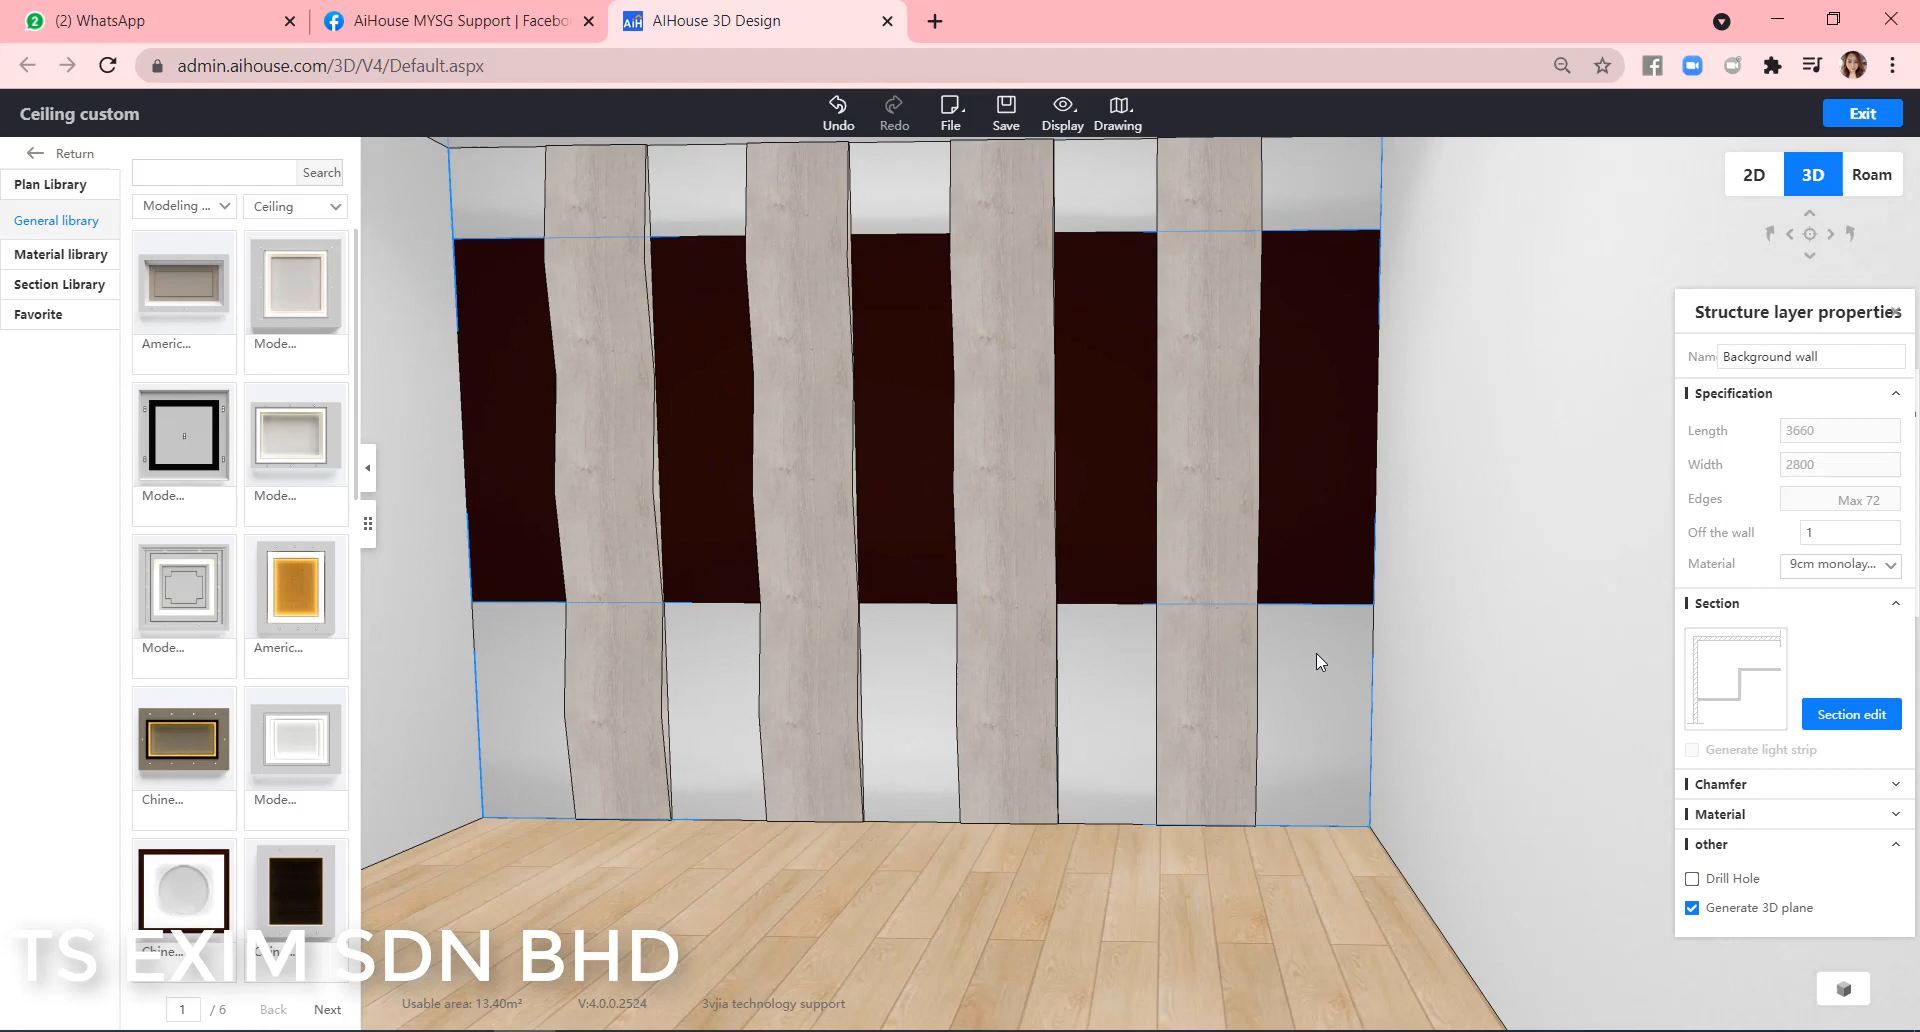 (2) WhatsApp
AiHouse MYSG Support | Facebo
AiH AIHouse 3D Design
admin.aihouse.com/3D/V4/Default.aspx
Ceiling custom
Undo Redo File Save Display Drawing
Exit
Return
Plan Library
General library
Material library
Section Library
Favorite
Search
Modeling ... Ceiling
Americ... Mode...
Mode... Mode...
Mode... Americ...
Chine... Mode...
Chine...
1 / 6 Back Next
2D 3D Roam
Structure layer properties
Nam Background wall
Specification
Length 3660
Width 2800
Edges Max 72
Off the wall 1
Material 9cm monolay...
Section
Section edit
Generate light strip
Chamfer
Material
other
Drill Hole
Generate 3D plane
TS EXIM SDN BHD
Usable area: 13.40m² V:4.0.0.2524 3vjia technology support